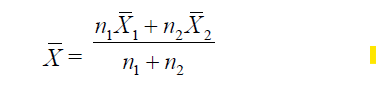 X̄ = (n₁X̄₁ + n₂X̄₂) / (n₁ + n₂)